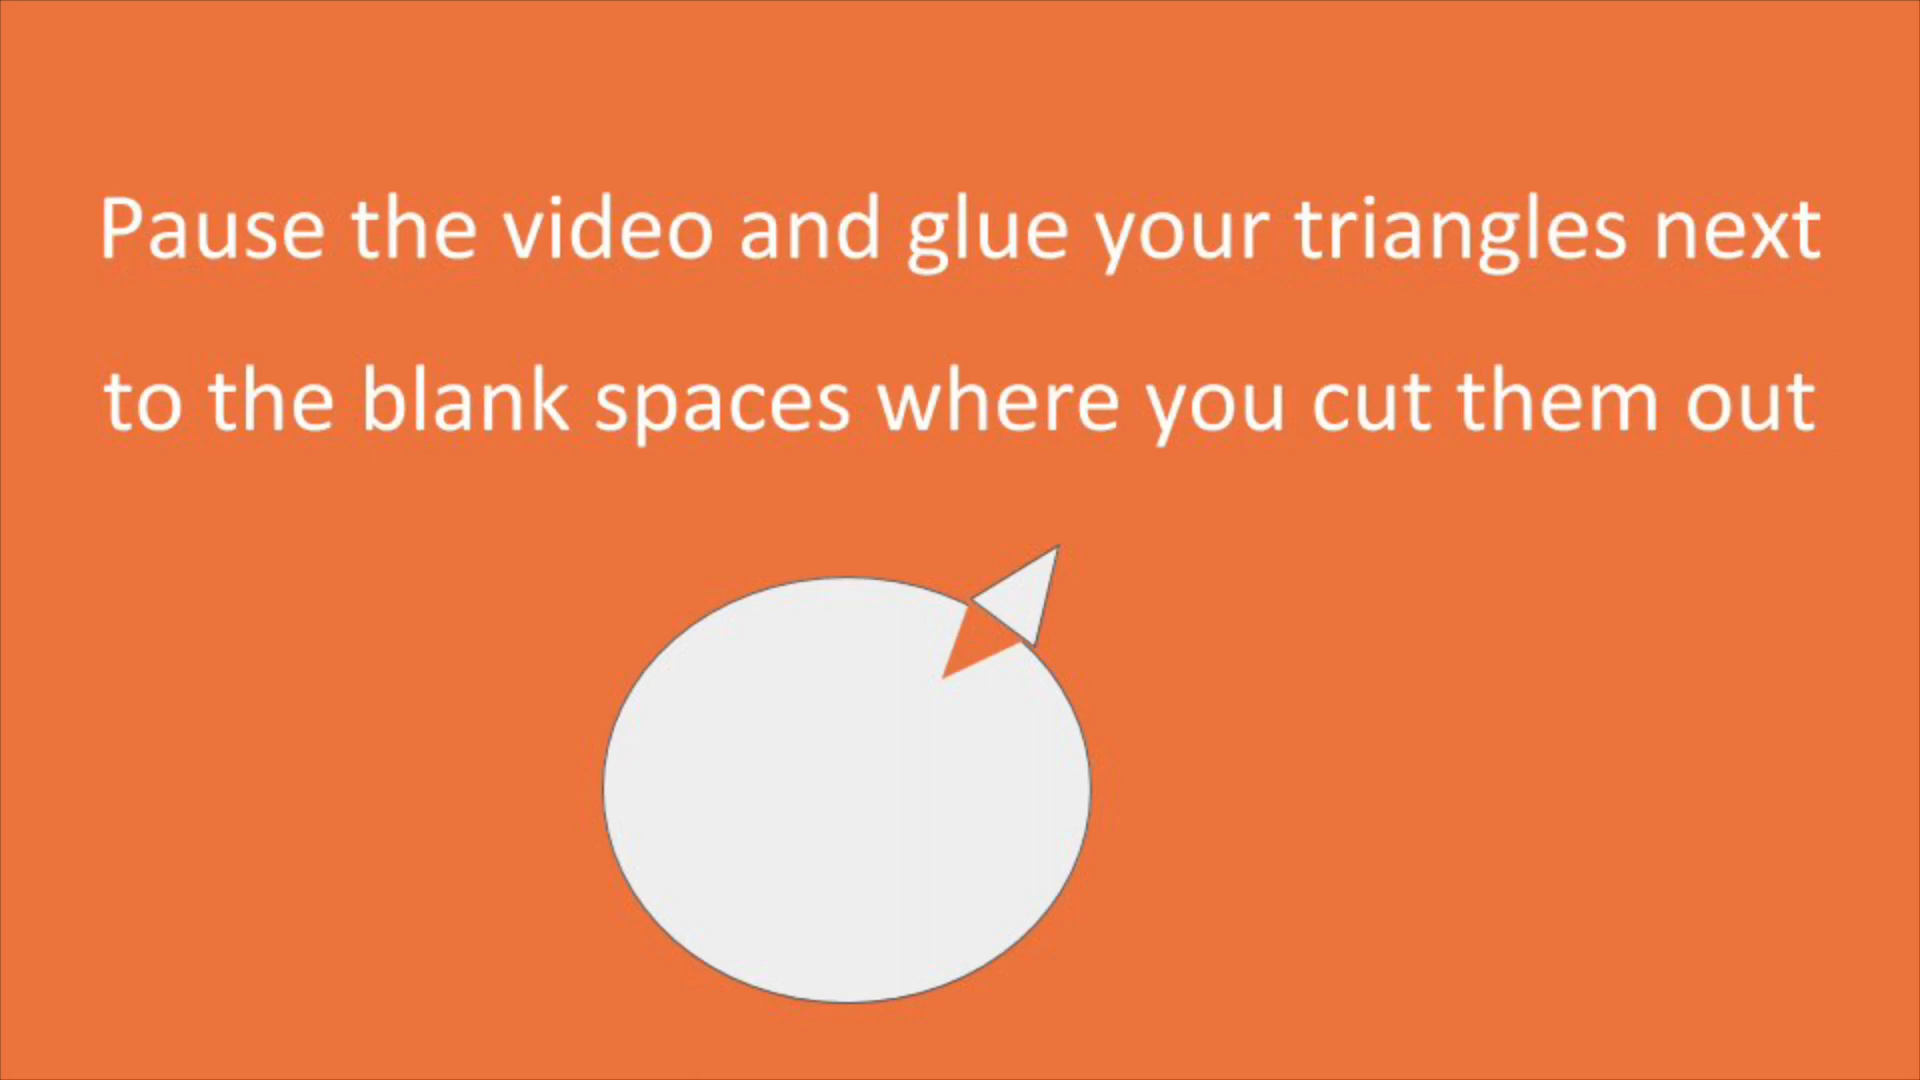 Pause the video and glue your triangles next
to the blank spaces where you cut them out